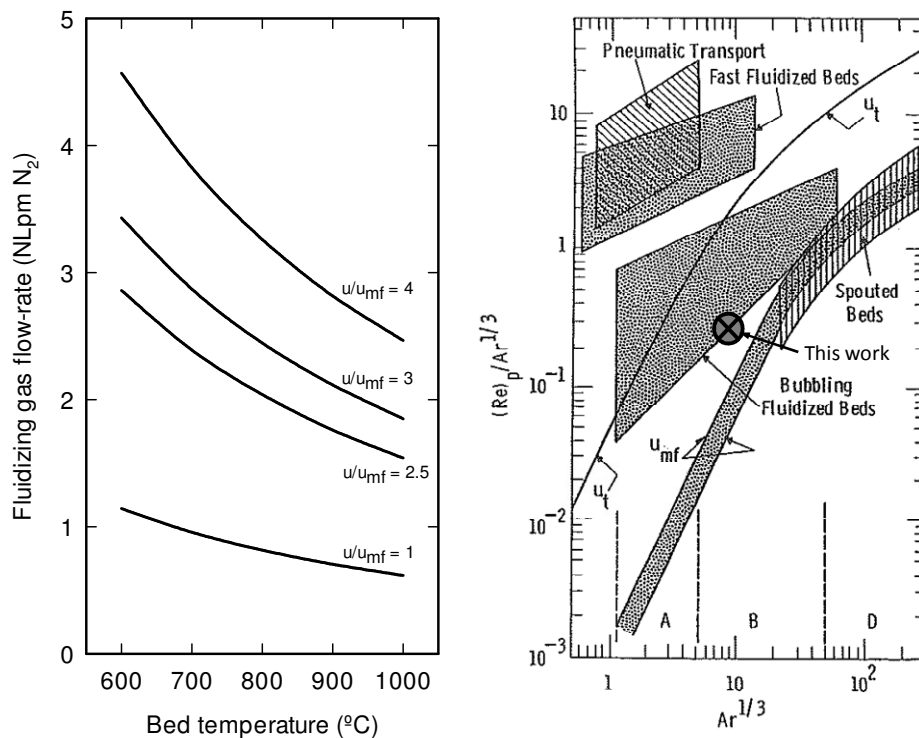 5
4
3
2
1
0
600 700 800 900 1000
Bed temperature (ºC)
Fluidizing gas flow-rate (NLpm N2)
u/umf = 4
u/umf = 3
u/umf = 2.5
u/umf = 1
Pneumatic
Transport
Fast Fluidized Beds
ut
10
1
10-1
10-2
10-3
(Re)p/Ar1/3
Spouted
Beds
This work
Bubbling
Fluidized Beds
umf
ut
A B D
1 10 102
Ar1/3